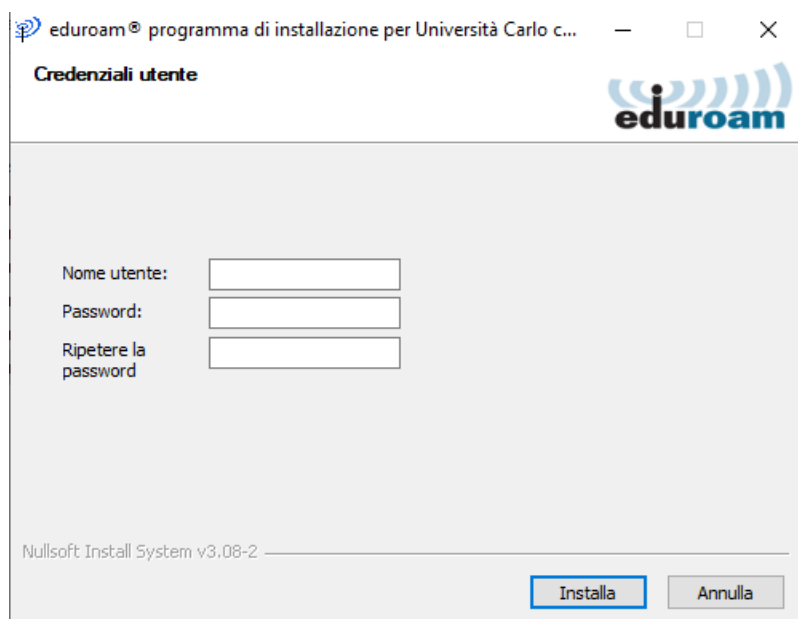 eduroam® programma di installazione per Università Carlo c...
Credenziali utente
eduroam
Nome utente:
Password:
Ripetere la
password
Nullsoft Install System v3.08-2
Installa
Annulla